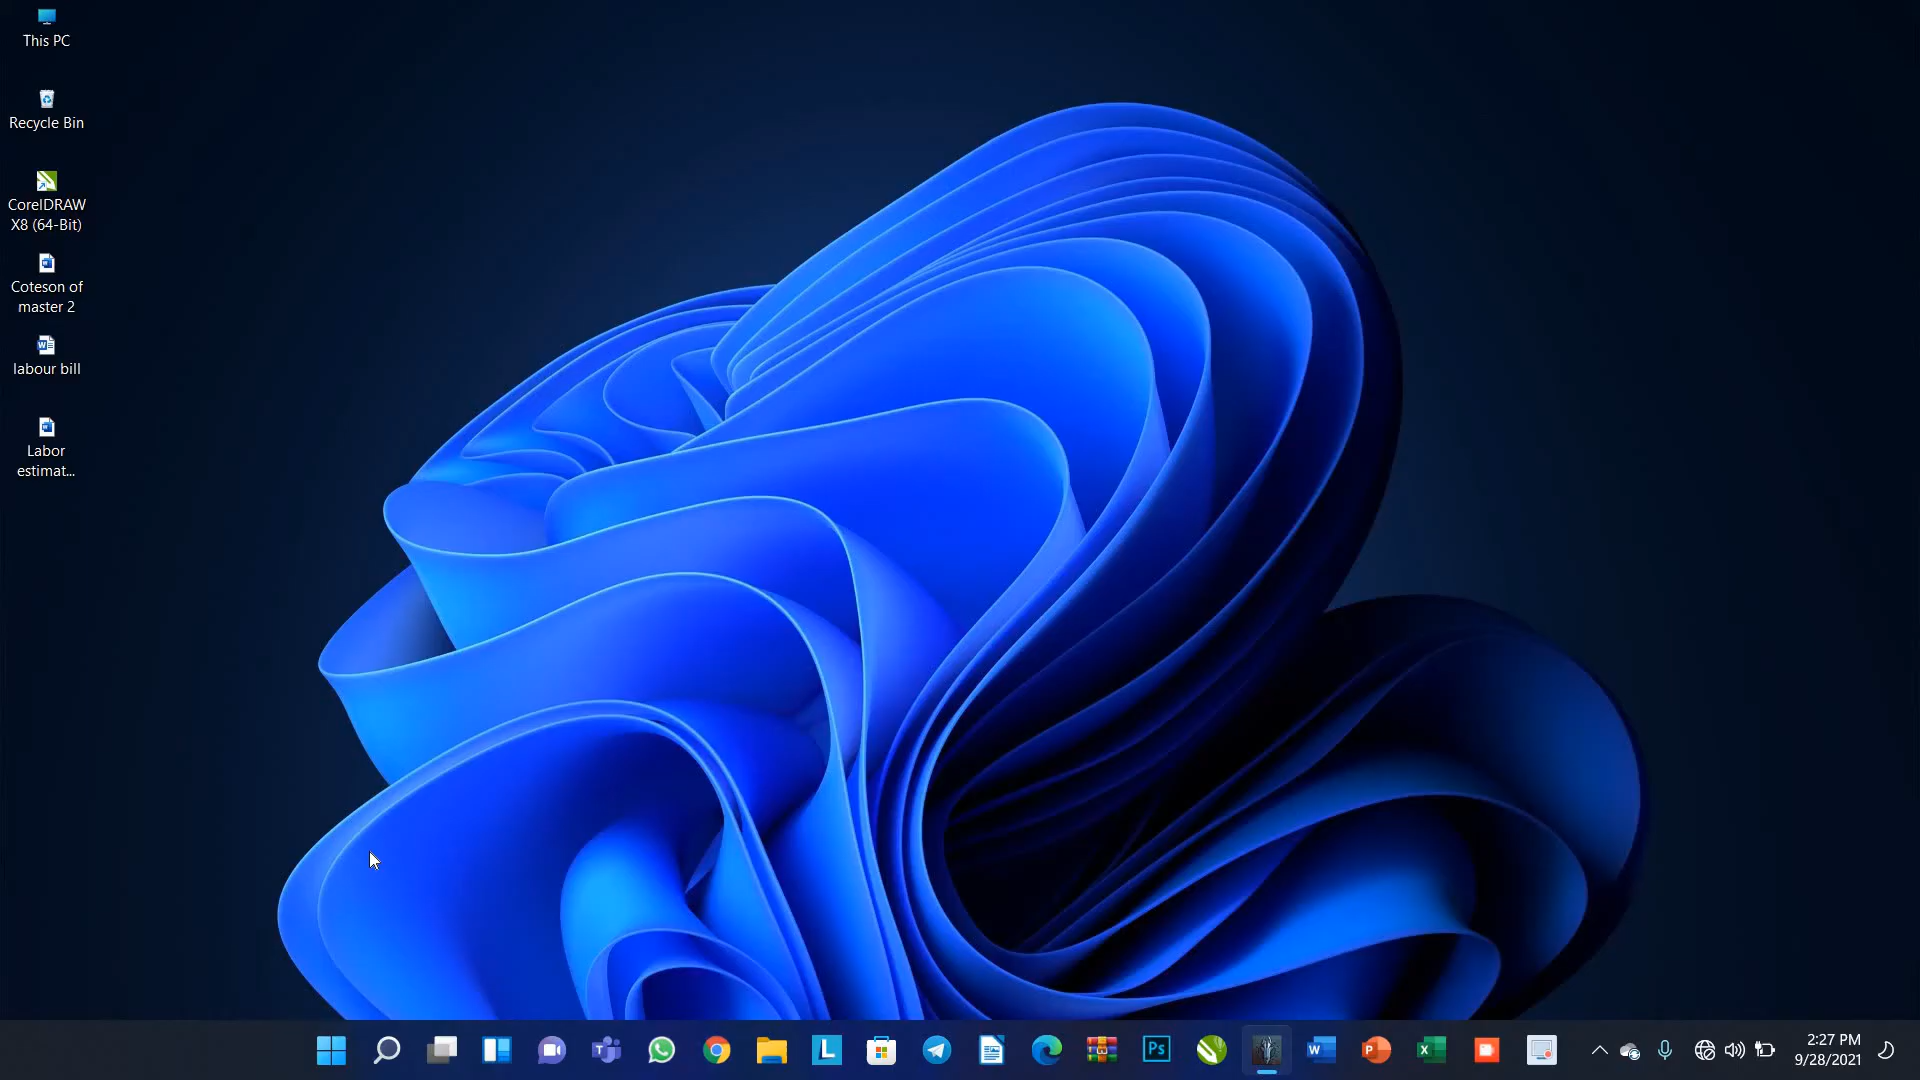 This PC
Recycle Bin
CorelDRAW
X8 (64-Bit)
Coteson of
master 2
labour bill
Labor
estimat...
T
L
Ps
W
P
X
2:27 PM
9/28/2021